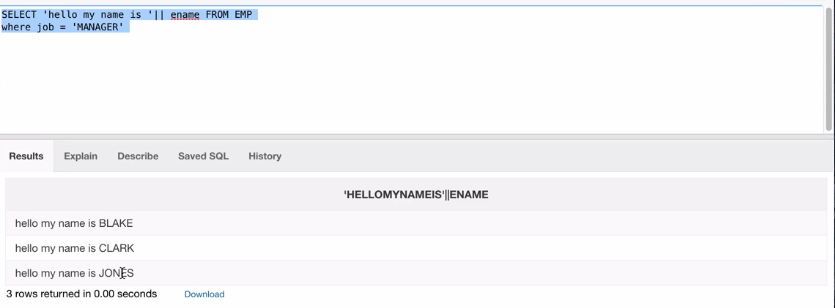 SELECT 'hello my name is '|| ename FROM EMP
where job = 'MANAGER'
Results Explain Describe Saved SQL History
'HELLOMYNAMEIS'||ENAME
hello my name is BLAKE
hello my name is CLARK
hello my name is JONES
3 rows returned in 0.00 seconds Download